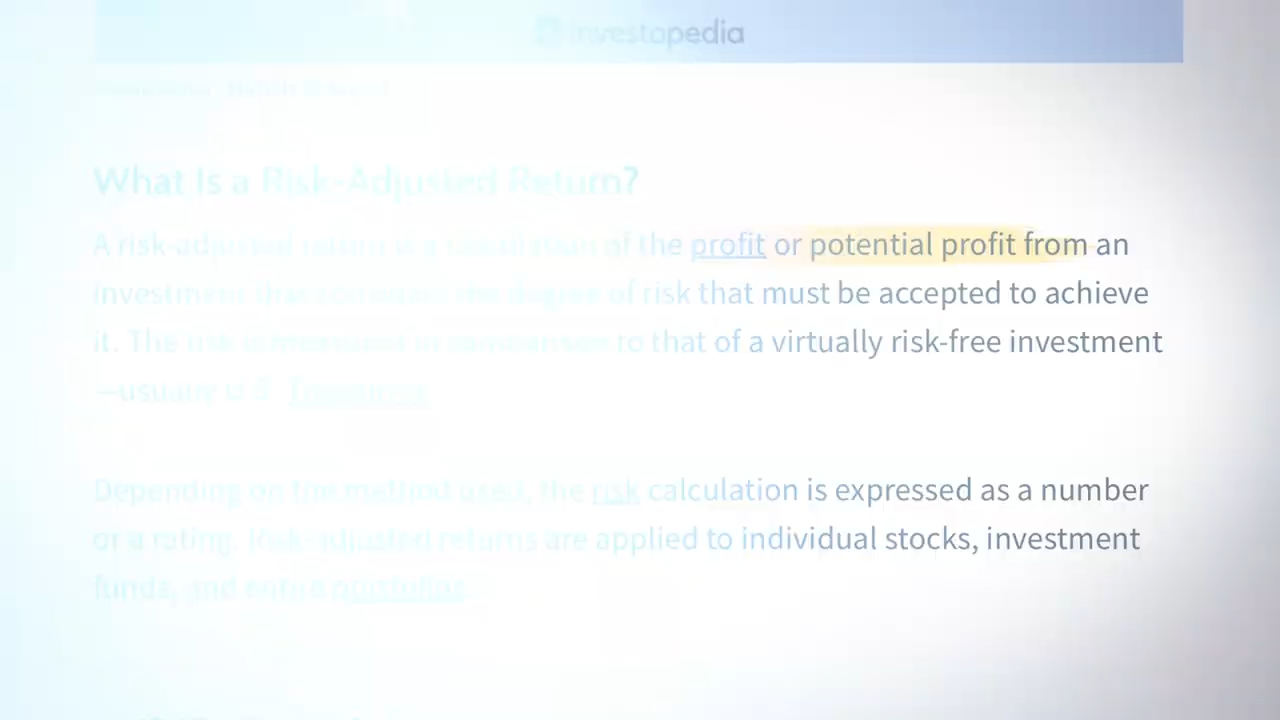 investopedia
What Is a Risk-Adjusted Return?
A risk-adjusted return is a calculation of the profit or potential profit from an
investment that the degree of risk that must be accepted to achieve
it. The risk is measured in comparison to that of a virtually risk-free investment
—usually U.S.
Depending on the method used, the risk calculation is expressed as a number
or a rating. Risk-adjusted returns are applied to individual stocks, investment
funds, and entire portfolios.